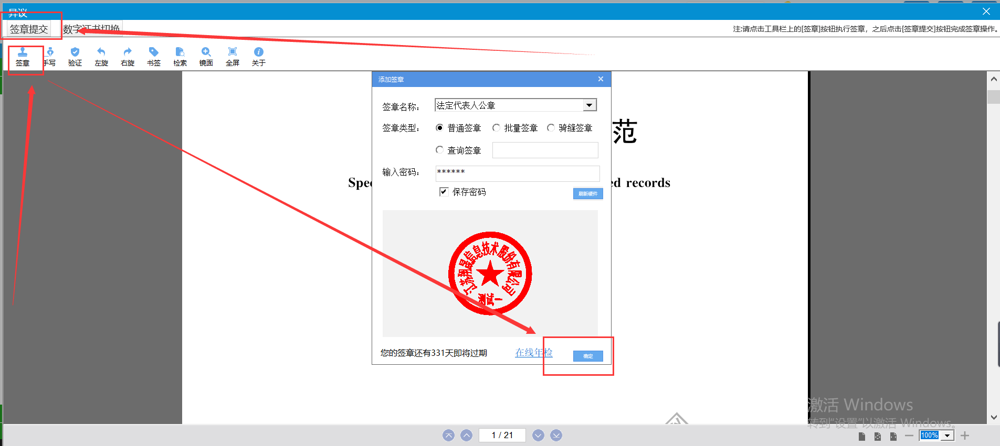 异议
签章提交
数字证书切换
注:请点击工具栏上的[签章]按钮执行签章，之后点击[签章提交]按钮完成签章操作。
签章
手写
验证
左旋
右旋
书签
检索
镜面
全屏
关于
添加签章
签章名称：
法定代表人公章
签章类型：
普通签章
批量签章
骑缝签章
查询签章
输入密码：
******
保存密码
刷新硬件
范
Spec
ed records
江苏翔晟信息技术股份有限公司
测试一
您的签章还有331天即将过期
在线年检
确定
激活 Windows
转到"设置"以激活 Windows。
1 / 21
100%